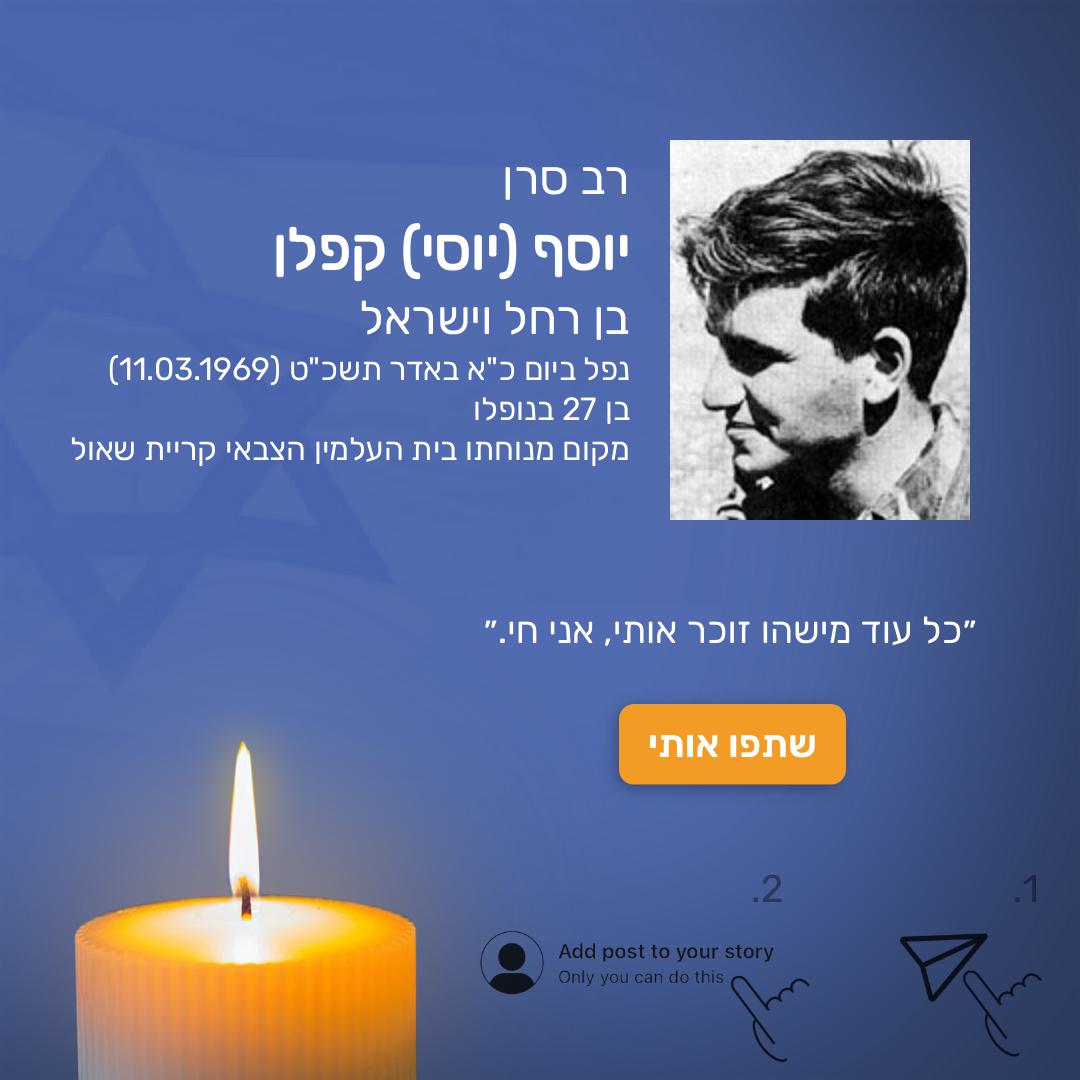 רב סרן
יוסף (יוסי) קפלן
בן רחל וישראל
נפל ביום כ"א באדר תשכ"ט (11.03.1969)
בן 27 בנופלו
מקום מנוחתו בית העלמין הצבאי קריית שאול
״כל עוד מישהו זוכר אותי, אני חי.״
שתפו אותי
.1
.2
Add post to your story
Only you can do this